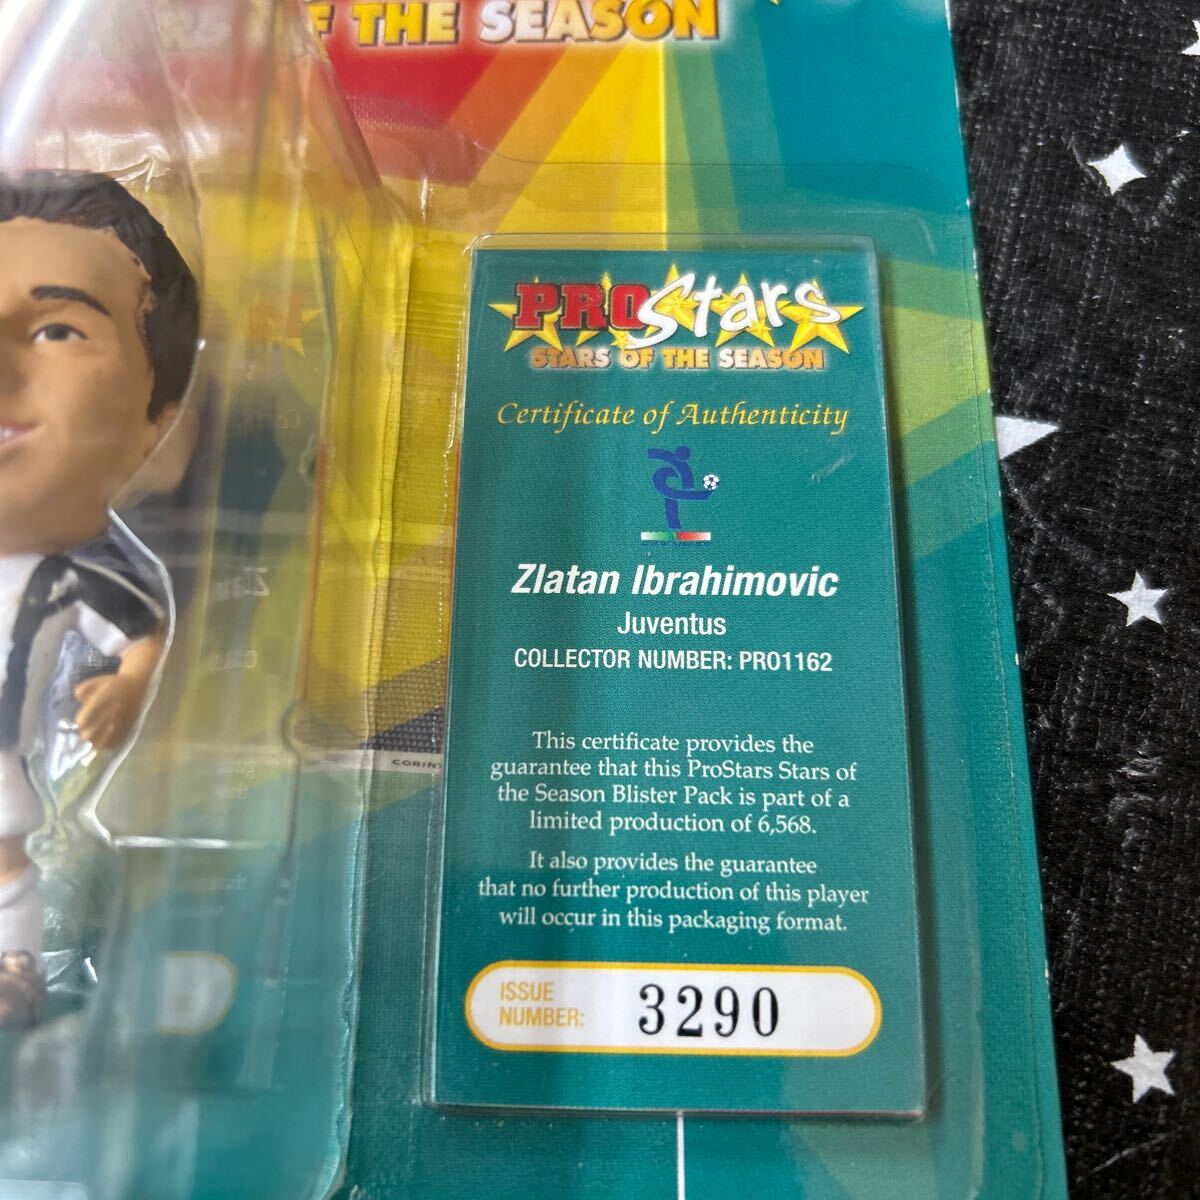 F THE SEASON
PROStars
STARS OF THE SEASON
Certificate of Authenticity
Zlatan Ibrahimovic
Juventus
COLLECTOR NUMBER: PRO1162
This certificate provides the
guarantee that this ProStars Stars of
the Season Blister Pack is part of a
limited production of 6,568.
It also provides the guarantee
that no further production of this player
will occur in this packaging format.
ISSUE
NUMBER: 3290
CORINT